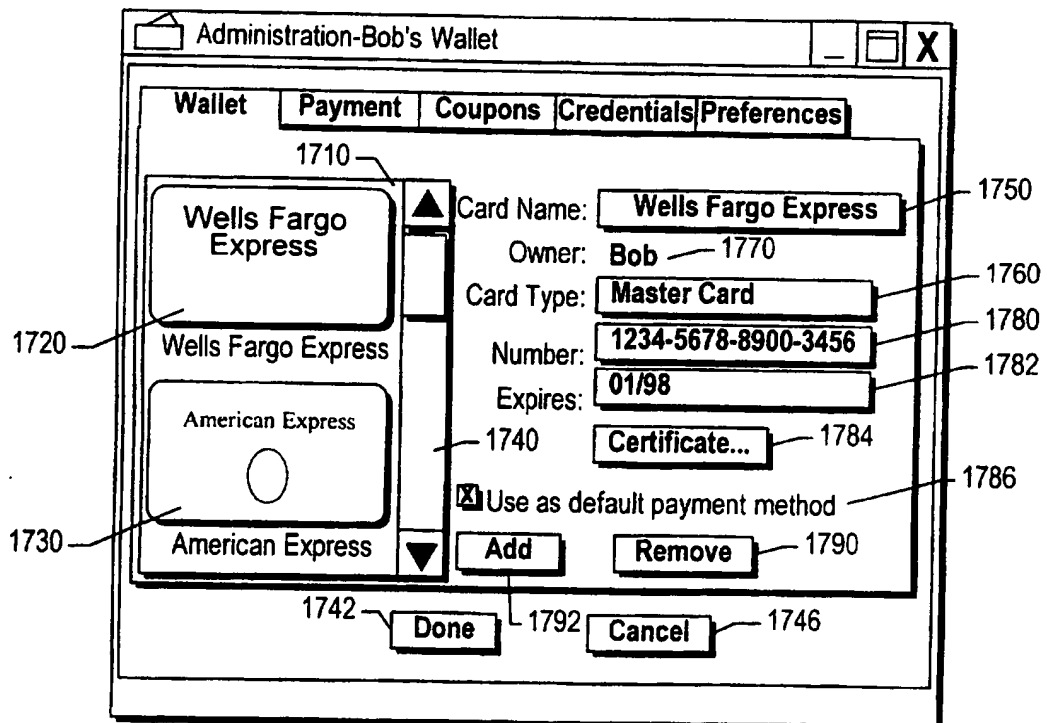 Administration-Bob's Wallet
_ X
Wallet Payment Coupons Credentials Preferences
1710
Wells Fargo
Express
1720
Wells Fargo Express
American Express
1730
American Express
1740
Card Name: Wells Fargo Express 1750
Owner: Bob 1770
Card Type: Master Card 1760
Number: 1234-5678-8900-3456 1780
Expires: 01/98 1782
Certificate... 1784
X Use as default payment method 1786
Add 1792 Remove 1790
1742 Done Cancel 1746